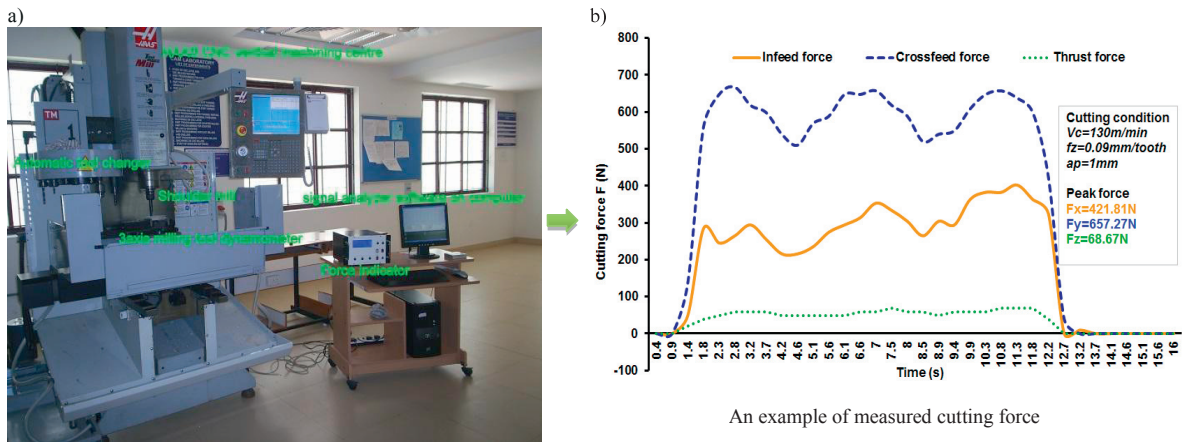 a)
HAAS
Mill
TM
1
CNC vertical machining centre
CAD LABORATORY
Automatic tool changer
Shoulder mill
signal analyzer software on computer
3axis milling tool dynamometer
Force indicator
b)
800
700
600
500
400
300
200
100
0
-100
Cutting force F (N)
Infeed force
Crossfeed force
Thrust force
Cutting condition
Vc=130m/min
fz=0.09mm/tooth
ap=1mm
Peak force
Fx=421.81N
Fy=657.27N
Fz=68.67N
0.4 0.9 1.4 1.8 2.3 2.8 3.2 3.7 4.2 4.6 5.1 5.6 6.1 6.6 7 7.5 8 8.5 8.9 9.4 9.9 10.3 10.8 11.3 11.8 12.2 12.7 13.2 13.7 14.1 14.6 15.1 15.6 16
Time (s)
An example of measured cutting force